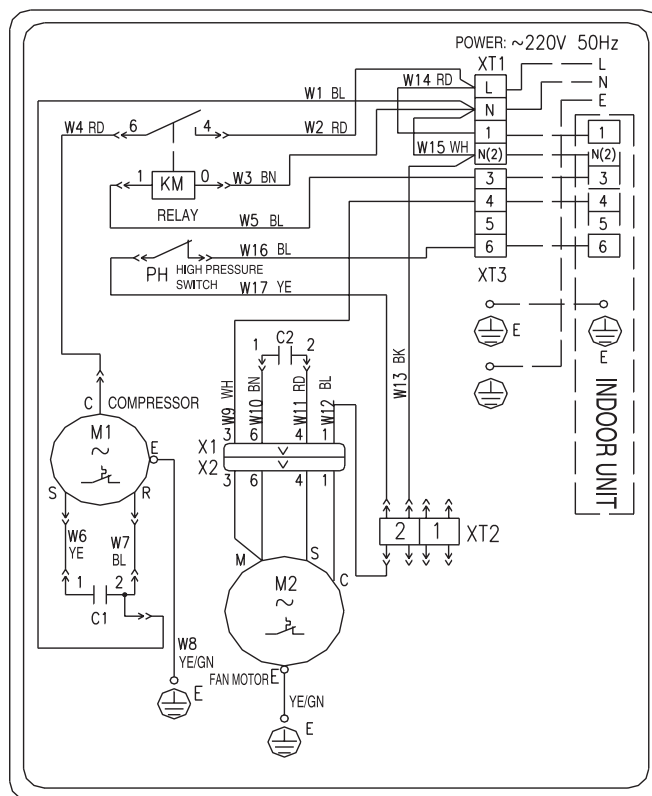 POWER: ~220V 50Hz
XT1
L
W14 RD
L
N
W1 BL
N
E
W4 RD
6
4
W2 RD
1
1
W15 WH
N(2)
N(2)
1
KM
0
W3 BN
3
3
RELAY
4
4
W5 BL
5
5
W16 BL
6
6
PH
HIGH PRESSURE
SWITCH
XT3
W17 YE
E
E
INDOOR UNIT
C2
1
2
W9 WH
W10 BN
W11 RD
W12 BL
W13 BK
C
COMPRESSOR
M1
~
E
S
R
X1
3
6
4
1
X2
3
6
4
1
2
1
XT2
W6
YE
W7
BL
M
S
C
M2
~
1
2
C1
W8
YE/GN
FAN MOTOR
E
E
YE/GN
E